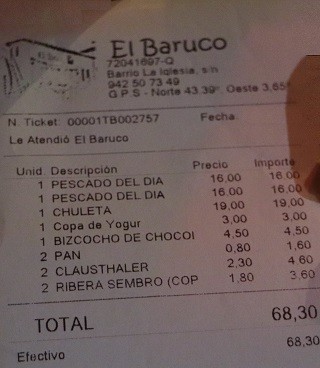 El Baruco
72041697-Q
Barrio La Iglesia, s/n
942 50 73 49
G P S - Norte 43.39º Oeste 3,65
N. Ticket: 00001TB002757 Fecha
Le Atendió El Baruco
Unid. Descripción Precio Importe
1 PESCADO DEL DIA 16,00 16,00
1 PESCADO DEL DIA 16,00 16,00
1 CHULETA 19,00 19,00
1 Copa de Yogur 3,00 3,00
1 BIZCOCHO DE CHOCOI 4,50 4,50
2 PAN 0,80 1,60
2 CLAUSTHALER 2,30 4,60
2 RIBERA SEMBRO (COP 1,80 3,60
TOTAL 68,30
Efectivo 68,30